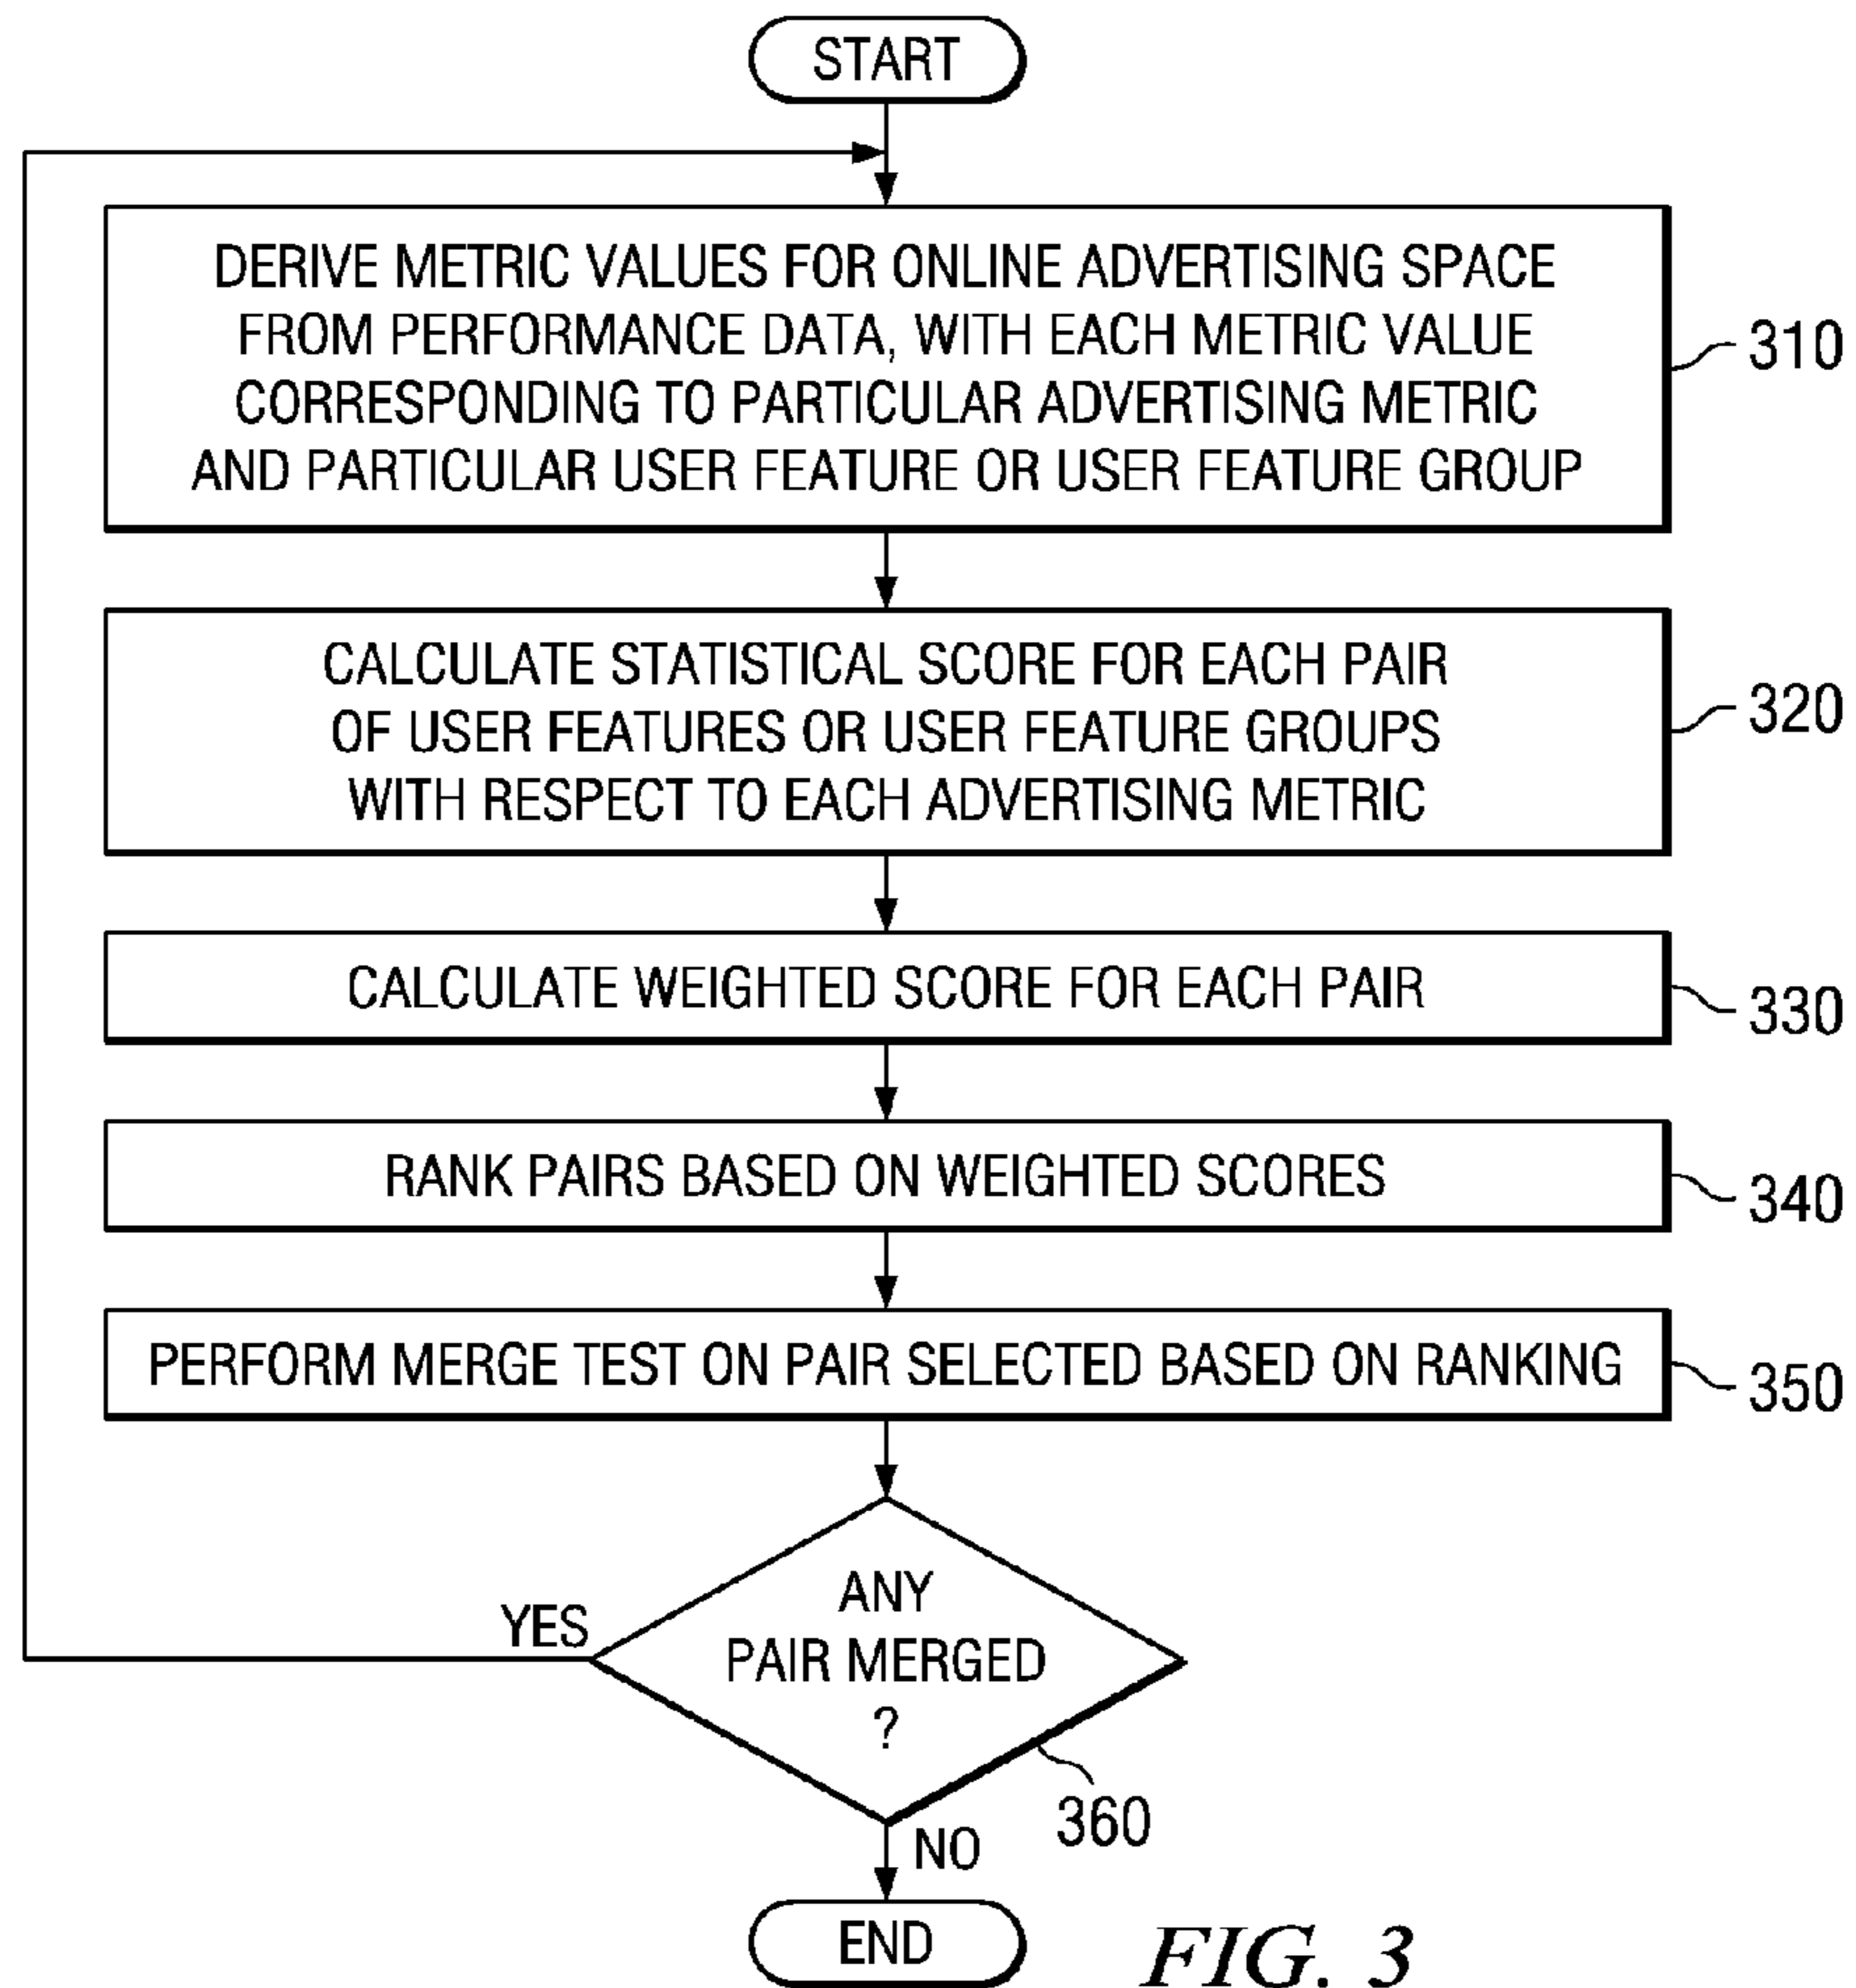 START
DERIVE METRIC VALUES FOR ONLINE ADVERTISING SPACE
FROM PERFORMANCE DATA, WITH EACH METRIC VALUE
CORRESPONDING TO PARTICULAR ADVERTISING METRIC
AND PARTICULAR USER FEATURE OR USER FEATURE GROUP
310
CALCULATE STATISTICAL SCORE FOR EACH PAIR
OF USER FEATURES OR USER FEATURE GROUPS
WITH RESPECT TO EACH ADVERTISING METRIC
320
CALCULATE WEIGHTED SCORE FOR EACH PAIR
330
RANK PAIRS BASED ON WEIGHTED SCORES
340
PERFORM MERGE TEST ON PAIR SELECTED BASED ON RANKING
350
ANY
PAIR MERGED
?
YES
360
NO
END
FIG. 3